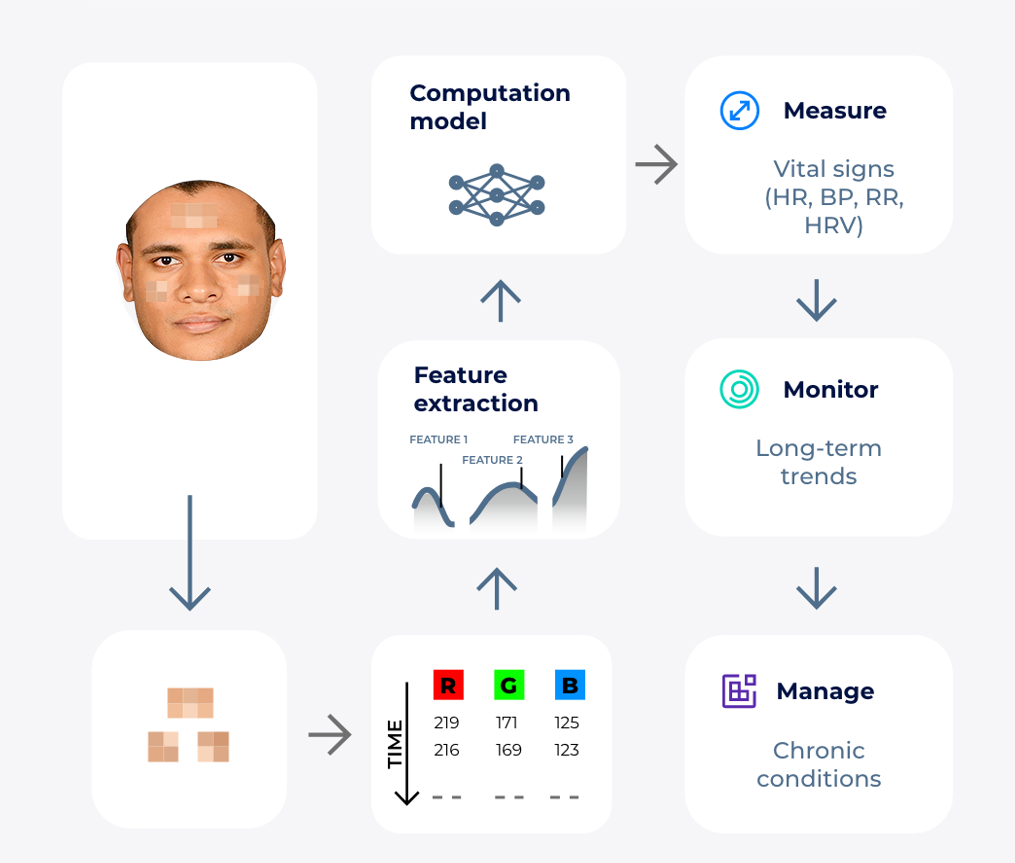 Computation
model
Measure
Vital signs
(HR, BP, RR,
HRV)
Feature
extraction
FEATURE 1
FEATURE 2
FEATURE 3
Monitor
Long-term
trends
TIME
R G B
219 171 125
216 169 123
Manage
Chronic
conditions